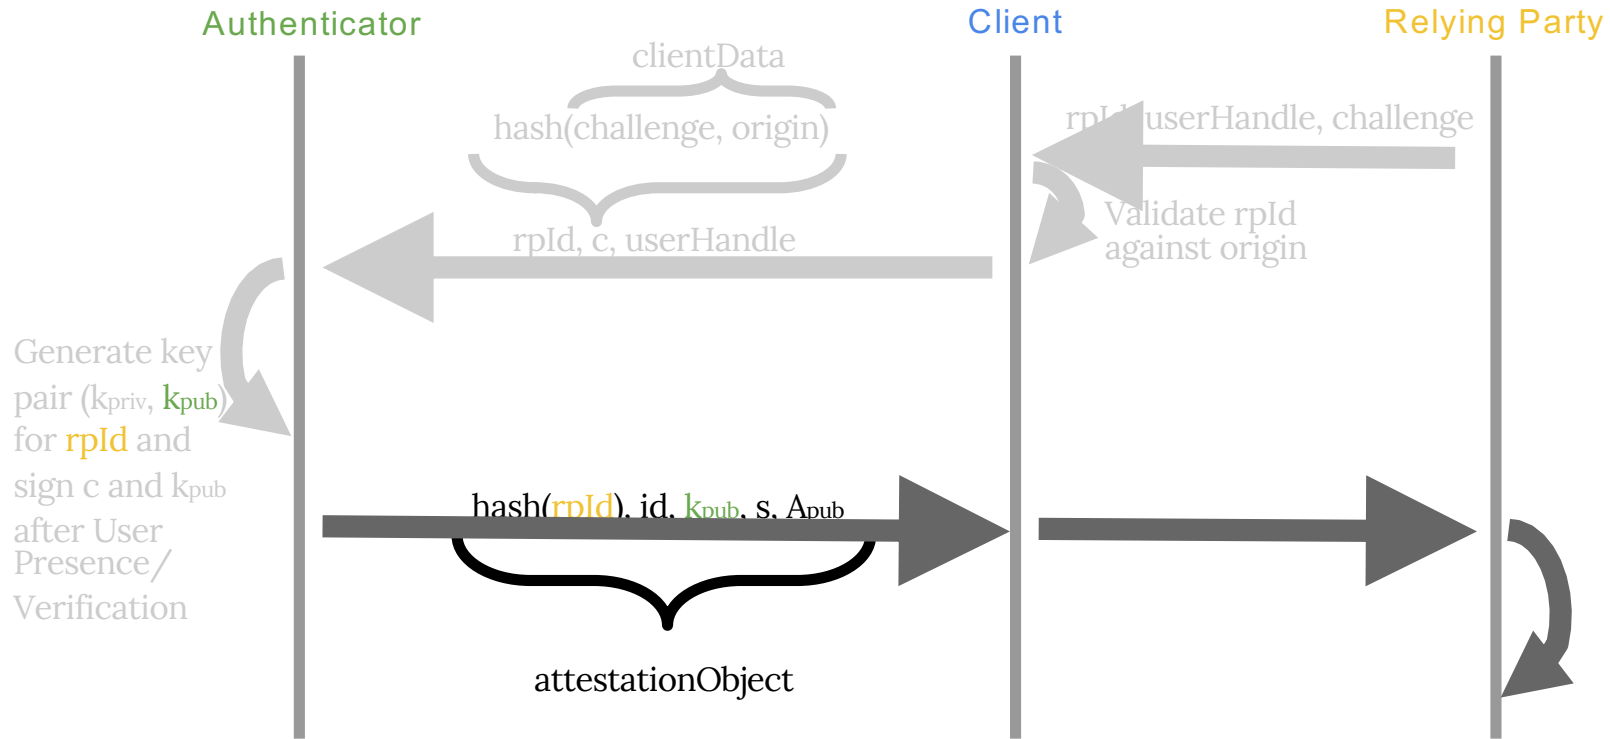 Authenticator
Client
Relying Party
clientData
hash(challenge, origin)
rpId, userHandle, challenge
Validate rpId
against origin
rpId, c, userHandle
Generate key
pair (kpriv, kpub)
for rpId and
sign c and kpub
after User
Presence/
Verification
hash(rpId), id, kpub, s, Apub
attestationObject